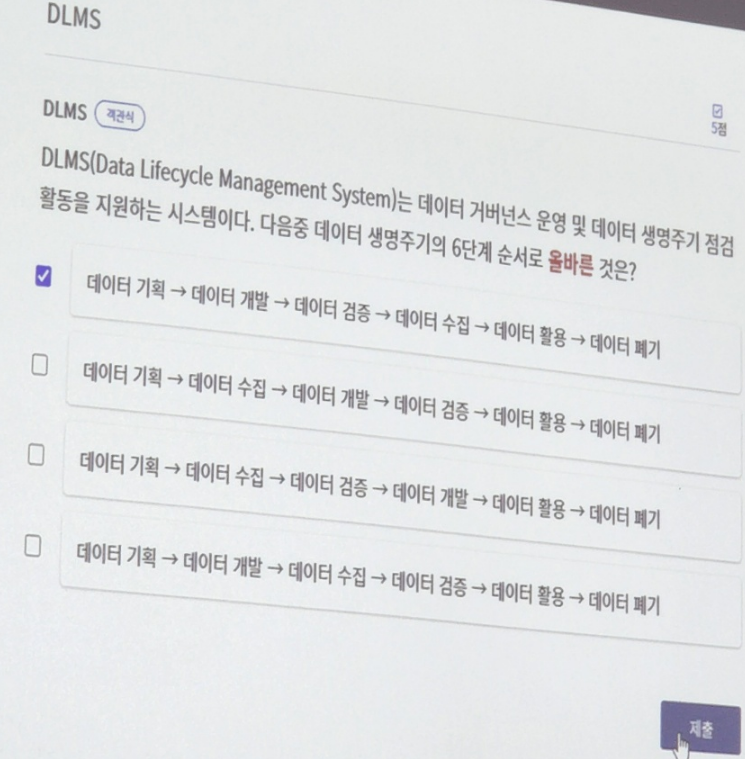 DLMS
5점
DLMS 객관식
DLMS(Data Lifecycle Management System)는 데이터 거버넌스 운영 및 데이터 생명주기 점검
활동을 지원하는 시스템이다. 다음중 데이터 생명주기의 6단계 순서로 올바른 것은?
데이터 기획 → 데이터 개발 → 데이터 검증 → 데이터 수집 → 데이터 활용 → 데이터 폐기
데이터 기획 → 데이터 수집 → 데이터 개발 → 데이터 검증 → 데이터 활용 → 데이터 폐기
데이터 기획 → 데이터 수집 → 데이터 검증 → 데이터 개발 → 데이터 활용 → 데이터 폐기
데이터 기획 → 데이터 개발 → 데이터 수집 → 데이터 검증 → 데이터 활용 → 데이터 폐기
제출